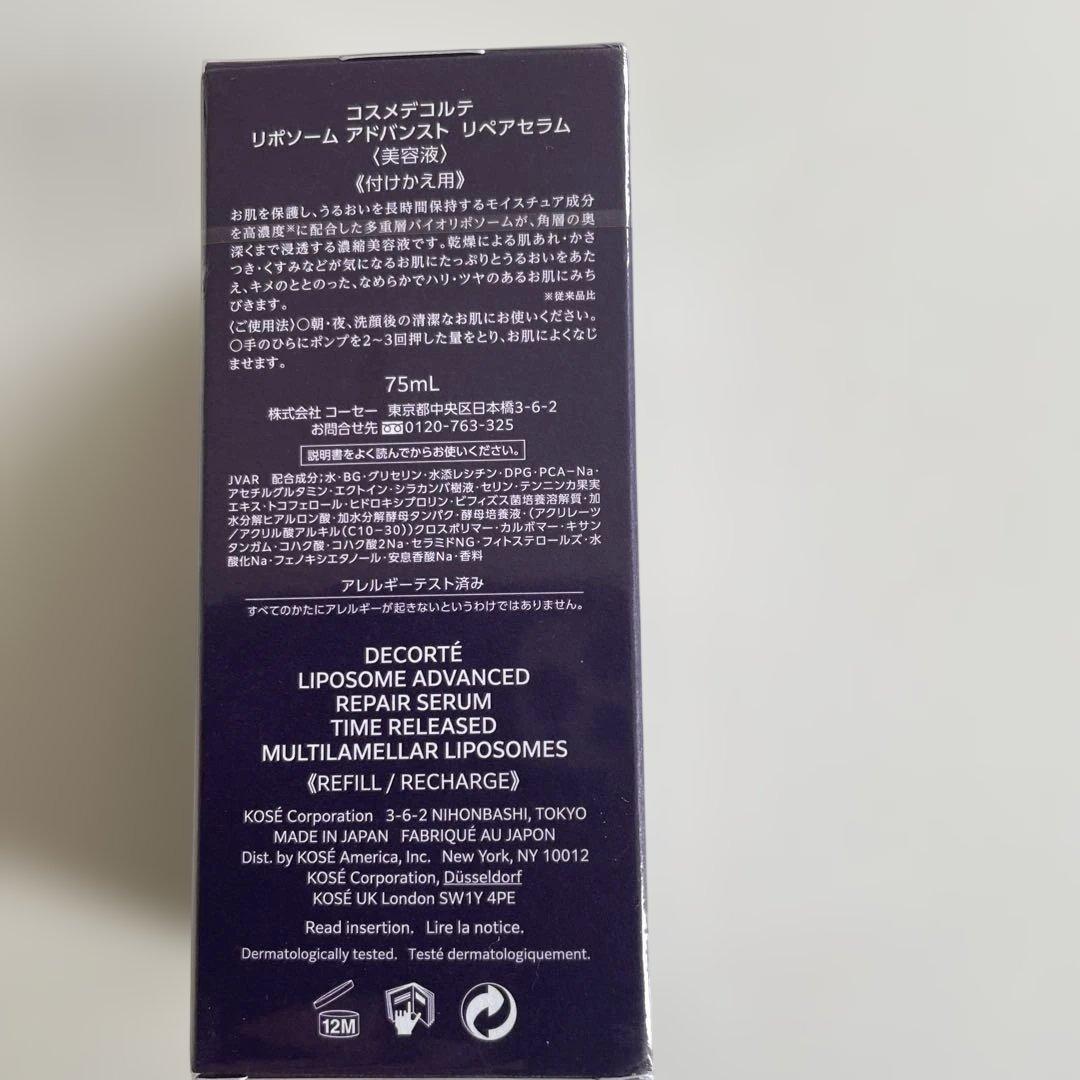 コスメデコルテ
リポソーム アドバンスト リペアセラム
〈美容液〉
《付けかえ用》
お肌を保護し、うるおいを長時間保持するモイスチュア成分
を高濃度※に配合した多重層バイオリポソームが、角層の奥
深くまで浸透する濃縮美容液です。乾燥による肌あれ・かさ
つき・くすみなどが気になるお肌にたっぷりとうるおいをあた
え、キメのととのった、なめらかでハリ・ツヤのあるお肌にみち
びきます。 ※従来品比
〈ご使用法〉○朝・夜、洗顔後の清潔なお肌にお使いください。
○手のひらにポンプを2～3回押した量をとり、お肌によくなじ
ませます。
75mL
株式会社 コーセー 東京都中央区日本橋3-6-2
お問合せ先 0120-763-325
説明書をよく読んでからお使いください。
JVAR 配合成分；水・BG・グリセリン・水添レシチン・DPG・PCA－Na・
アセチルグルタミン・エクトイン・シラカンバ樹液・セリン・テンニンカ果実
エキス・トコフェロール・ヒドロキシプロリン・ビフィズス菌培養溶解質・加
水分解ヒアルロン酸・加水分解酵母タンパク・酵母培養液・（アクリレーツ
／アクリル酸アルキル（C10－30））クロスポリマー・カルボマー・キサン
タンガム・コハク酸・コハク酸2Na・セラミドNG・フィトステロールズ・水
酸化Na・フェノキシエタノール・安息香酸Na・香料
アレルギーテスト済み
すべてのかたにアレルギーが起きないというわけではありません。
DECORTÉ
LIPOSOME ADVANCED
REPAIR SERUM
TIME RELEASED
MULTILAMELLAR LIPOSOMES
《REFILL / RECHARGE》
KOSÉ Corporation 3-6-2 NIHONBASHI, TOKYO
MADE IN JAPAN FABRIQUÉ AU JAPON
Dist. by KOSÉ America, Inc. New York, NY 10012
KOSÉ Corporation, Düsseldorf
KOSÉ UK London SW1Y 4PE
Read insertion. Lire la notice.
Dermatologically tested. Testé dermatologiquement.
12M